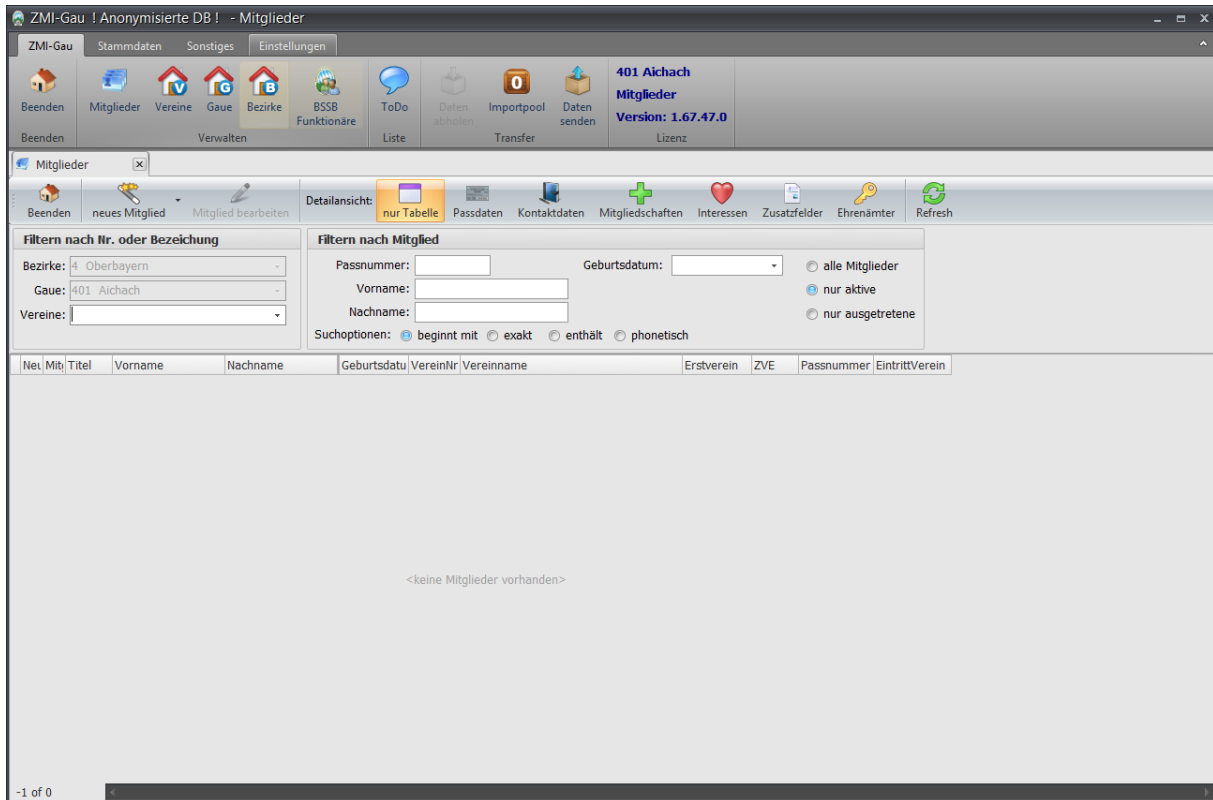 ZMI-Gau ! Anonymisierte DB ! - Mitglieder
ZMI-Gau Stammdaten Sonstiges Einstellungen
401 Aichach
Mitglieder
Version: 1.67.47.0
Beenden Mitglieder Vereine Gaue Bezirke BSSB Funktionäre ToDo Daten abholen Importpool Daten senden
Beenden Verwalten Liste Transfer Lizenz
Mitglieder
Beenden neues Mitglied Mitglied bearbeiten Detailansicht: nur Tabelle Passdaten Kontaktdaten Mitgliedschaften Interessen Zusatzfelder Ehrenämter Refresh
Filtern nach Nr. oder Bezeichung
Bezirke: 4 Oberbayern
Gaue: 401 Aichach
Vereine:
Filtern nach Mitglied
Passnummer: Geburtsdatum: alle Mitglieder
Vorname: nur aktive
Nachname: nur ausgetretene
Suchoptionen: beginnt mit exakt enthält phonetisch
Neu Mitg Titel Vorname Nachname Geburtsdatu VereinNr Vereinname Erstverein ZVE Passnummer EintrittVerein
<keine Mitglieder vorhanden>
-1 of 0